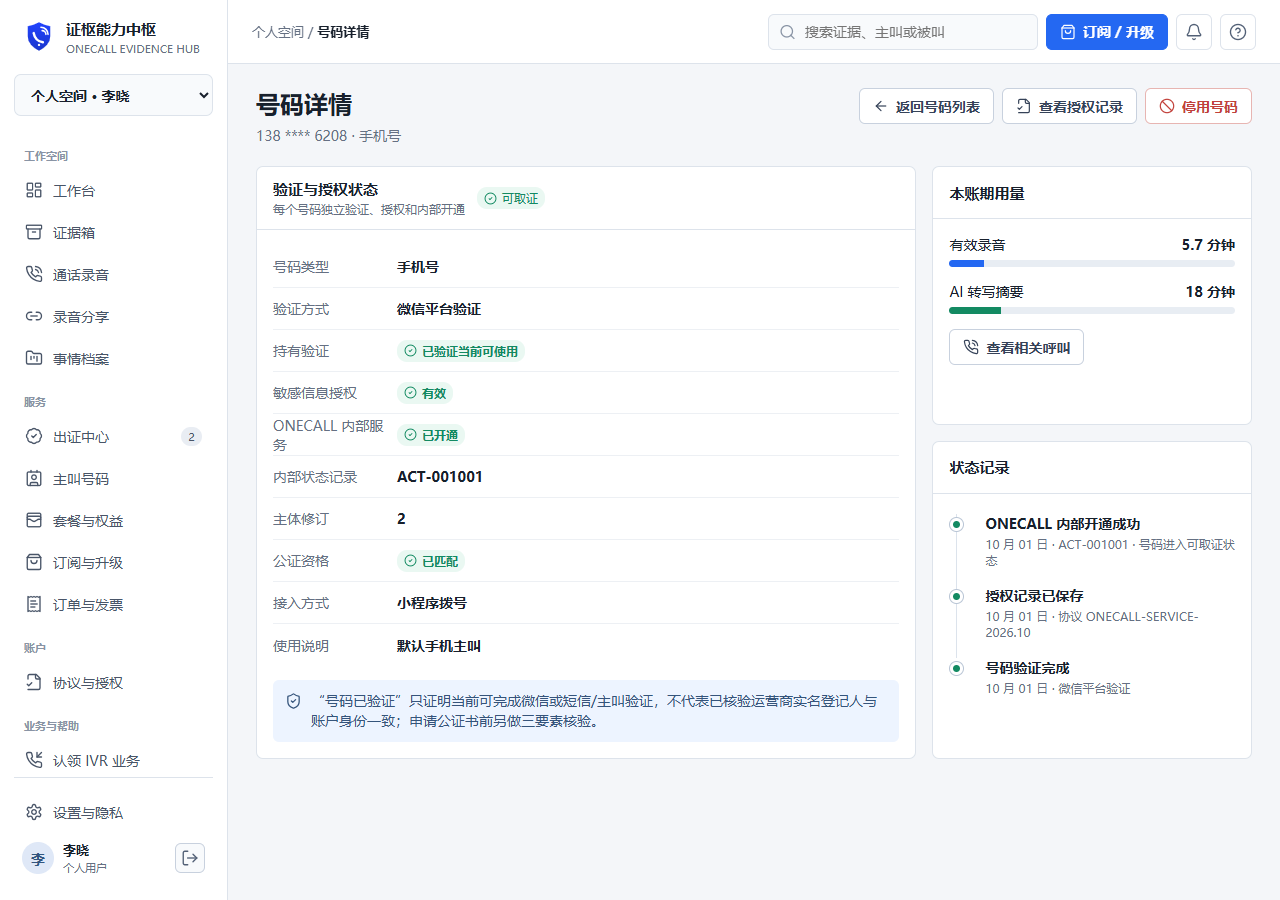 证枢能力中枢
ONECALL EVIDENCE HUB
个人空间 • 李晓
工作空间
工作台
证据箱
通话录音
录音分享
事情档案
服务
出证中心
2
主叫号码
套餐与权益
订阅与升级
订单与发票
账户
协议与授权
业务与帮助
认领 IVR 业务
设置与隐私
李
李晓
个人用户
个人空间 / 号码详情
搜索证据、主叫或被叫
订阅 / 升级
号码详情
138 **** 6208 · 手机号
返回号码列表
查看授权记录
停用号码
验证与授权状态
每个号码独立验证、授权和内部开通
可取证
号码类型
手机号
验证方式
微信平台验证
持有验证
已验证当前可使用
敏感信息授权
有效
ONECALL 内部服
务
已开通
内部状态记录
ACT-001001
主体修订
2
公证资格
已匹配
接入方式
小程序拨号
使用说明
默认手机主叫
“号码已验证”只证明当前可完成微信或短信/主叫验证，不代表已核验运营商实名登记人与
账户身份一致；申请公证书前另做三要素核验。
本账期用量
有效录音
5.7 分钟
AI 转写摘要
18 分钟
查看相关呼叫
状态记录
ONECALL 内部开通成功
10 月 01 日 · ACT-001001 · 号码进入可取证状
态
授权记录已保存
10 月 01 日 · 协议 ONECALL-SERVICE-
2026.10
号码验证完成
10 月 01 日 · 微信平台验证